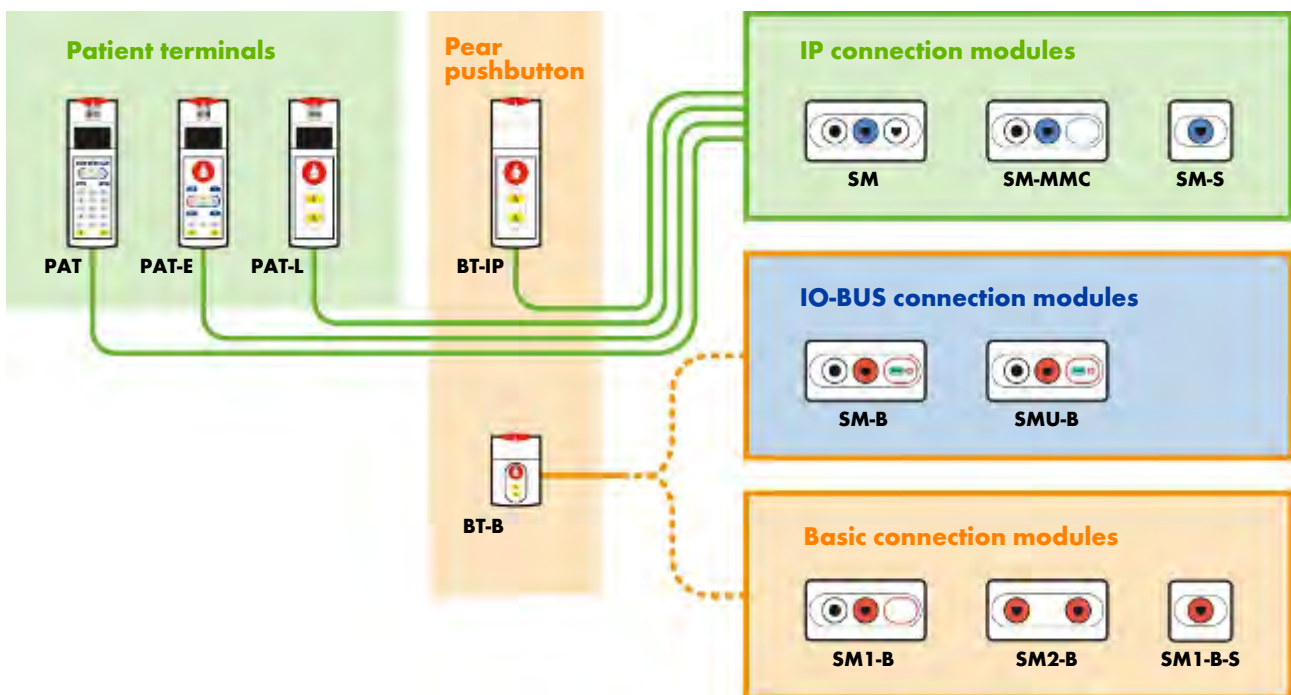 Patient terminals
Pear
pushbutton
IP connection modules
SM
SM-MMC
SM-S
PAT
PAT-E
PAT-L
BT-IP
IO-BUS connection modules
SM-B
SMU-B
BT-B
Basic connection modules
SM1-B
SM2-B
SM1-B-S